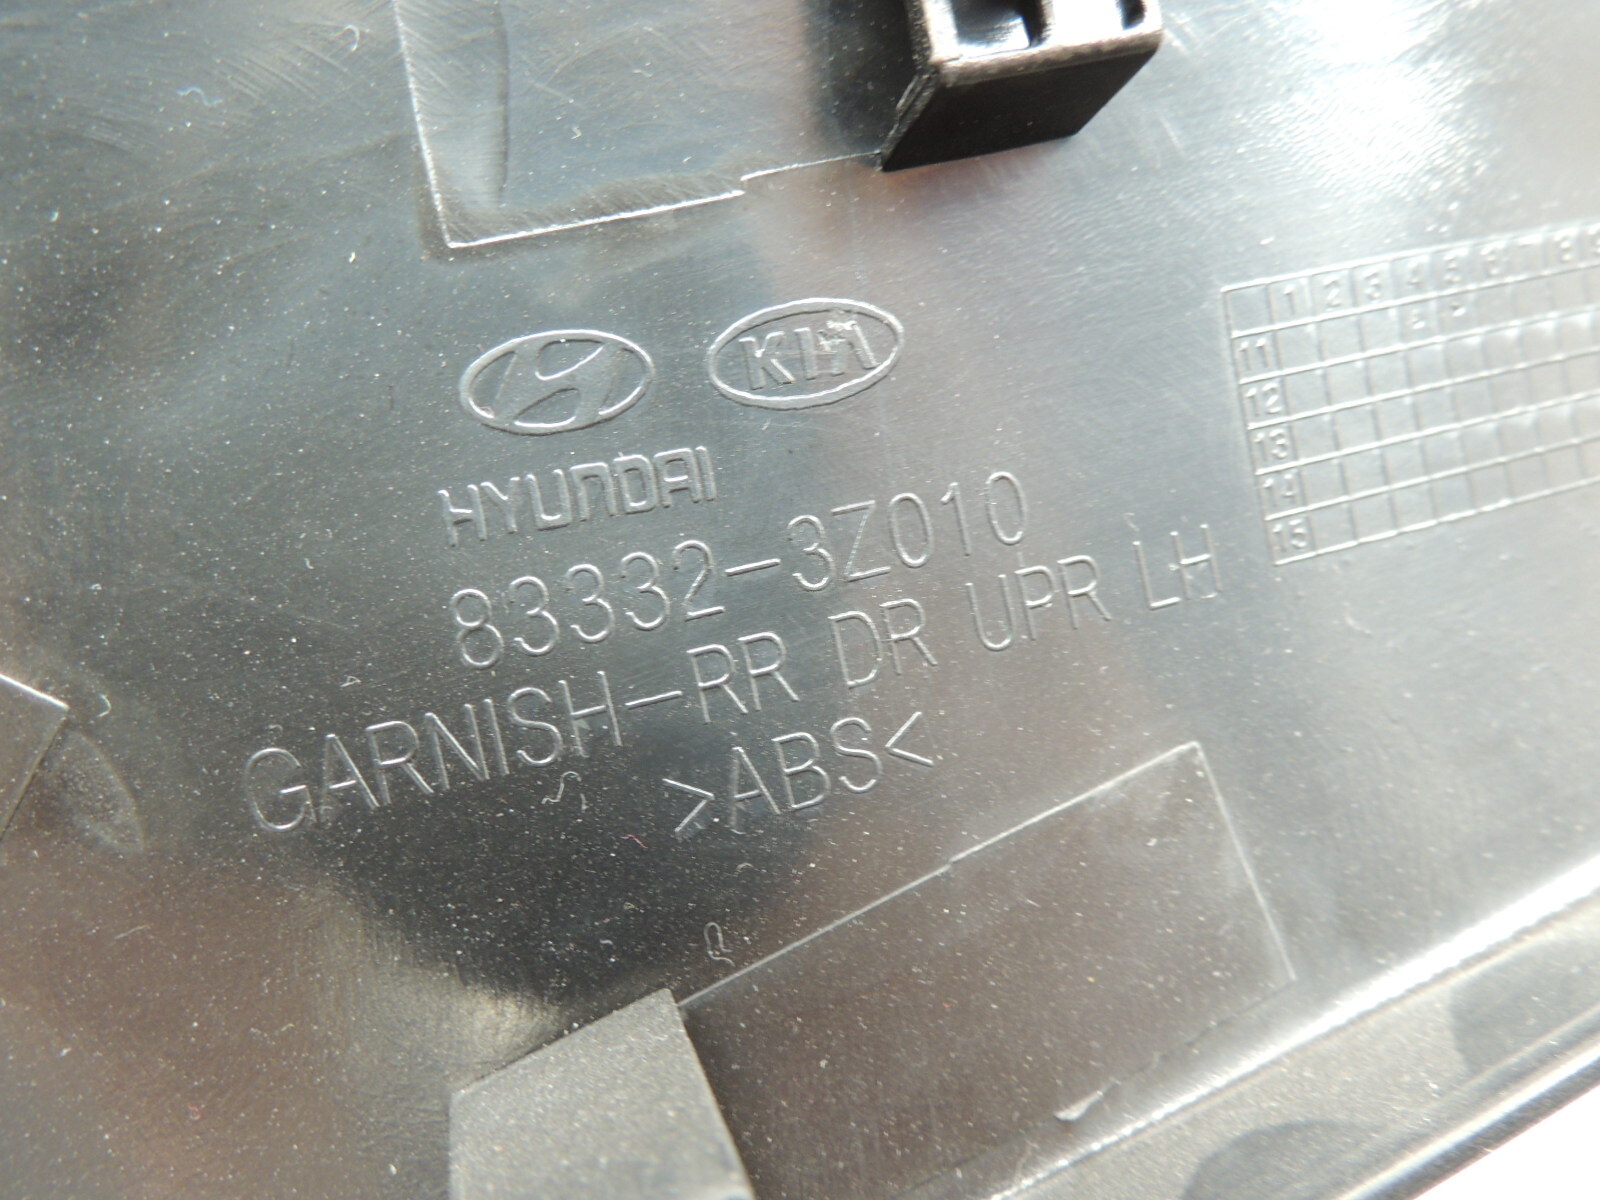 KIA
HYUNDAI
83332-3Z010
GARNISH-RR DR UPR LH
>ABS<
1 2 3 4 5 6 7 8 9
11
12
13
14
15